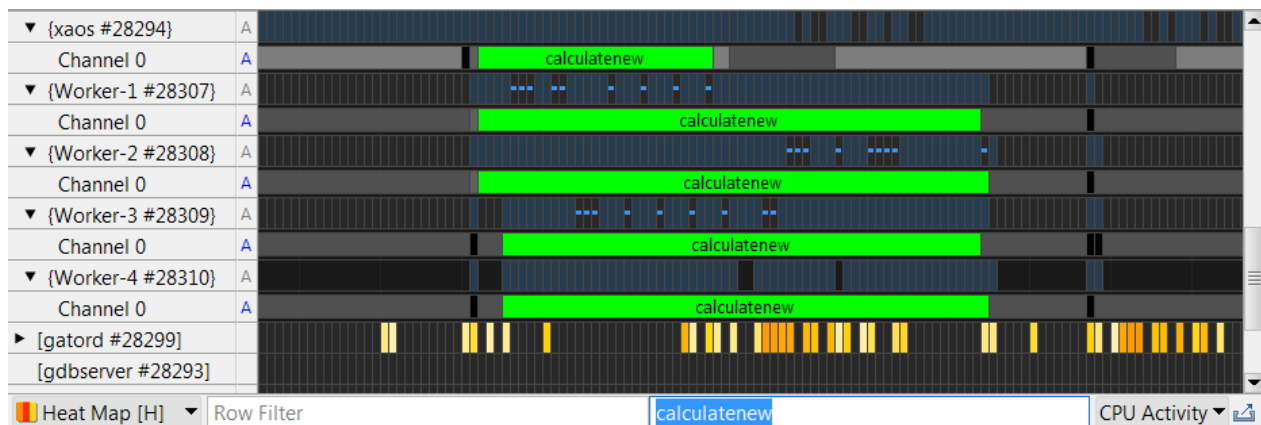 ▼ {xaos #28294} A
Channel 0 A calculatenew
▼ {Worker-1 #28307} A
Channel 0 A calculatenew
▼ {Worker-2 #28308} A
Channel 0 A calculatenew
▼ {Worker-3 #28309} A
Channel 0 A calculatenew
▼ {Worker-4 #28310} A
Channel 0 A calculatenew
► [gatord #28299]
[gdbserver #28293]
Heat Map [H] ▼ Row Filter calculatenew CPU Activity ▼